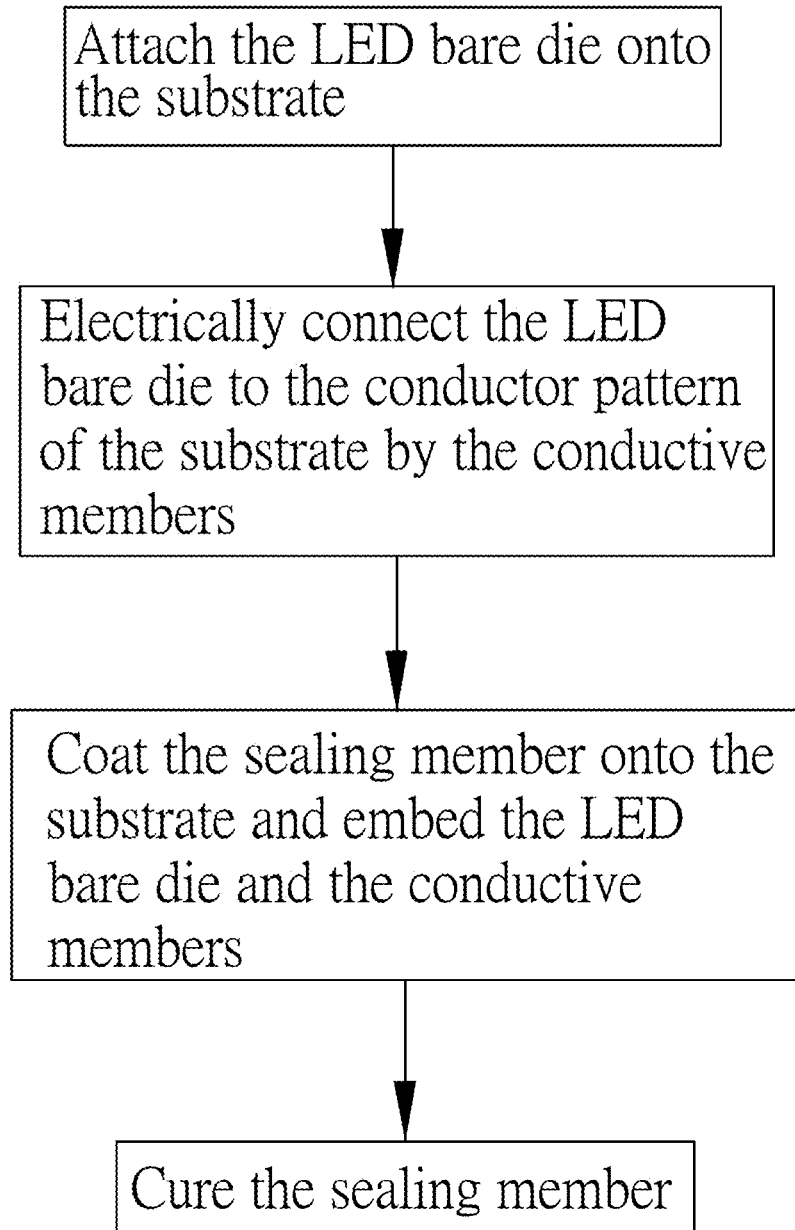 Attach the LED bare die onto
the substrate
Electrically connect the LED
bare die to the conductor pattern
of the substrate by the conductive
members
Coat the sealing member onto the
substrate and embed the LED
bare die and the conductive
members
Cure the sealing member